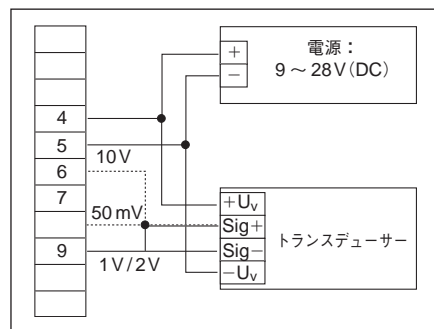 +
−
電源：
9～28V(DC)
4
5
10V
6
7
50mV
9
1V/2V
+Uv
Sig+
Sig−
−Uv
トランスデューサー